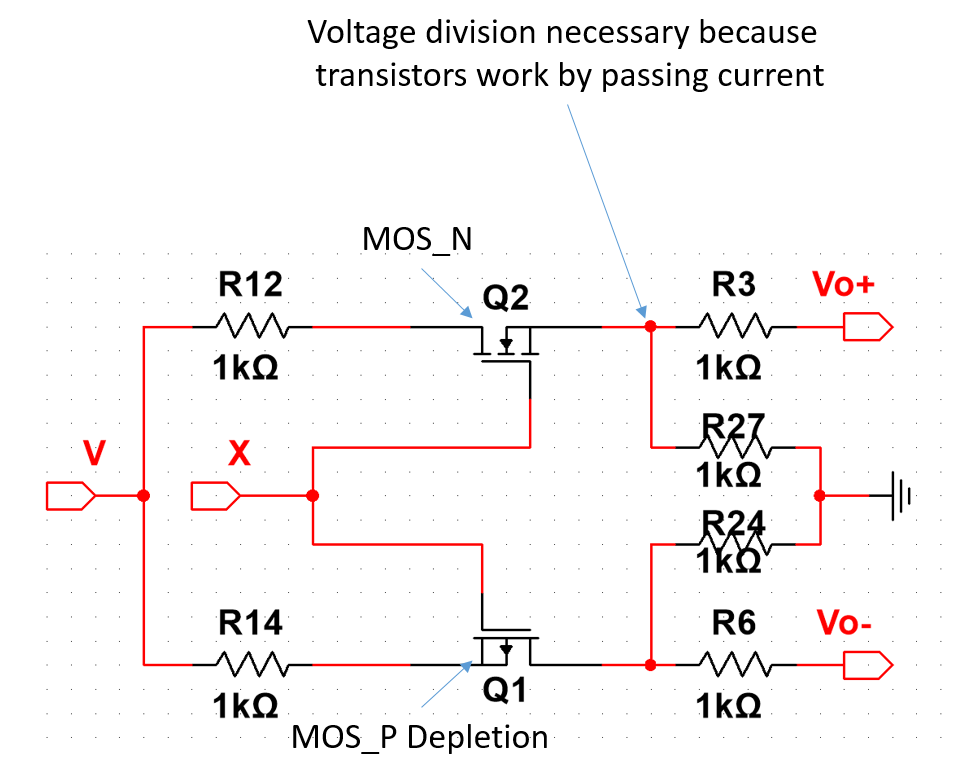 Voltage division necessary because
transistors work by passing current
MOS_N
R12
Q2
R3
Vo+
1kΩ
1kΩ
R27
V
X
1kΩ
R24
1kΩ
R14
R6
Vo-
Q1
1kΩ
1kΩ
MOS_P Depletion